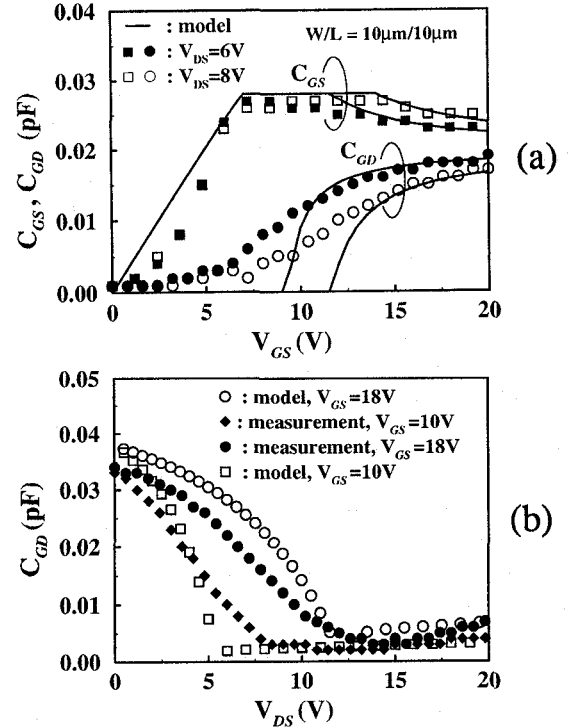 0.04
— : model
■ ● : V_DS=6V
□ ○ : V_DS=8V
W/L = 10μm/10μm
C_GS
C_GD
0.03
0.02
0.01
0.00
C_GS, C_GD (pF)
0 5 10 15 20
V_GS (V)
(a)
0.05
○ : model, V_GS=18V
◆ : measurement, V_GS=10V
● : measurement, V_GS=18V
□ : model, V_GS=10V
0.04
0.03
0.02
0.01
0.00
C_GD (pF)
0 5 10 15 20
V_DS (V)
(b)